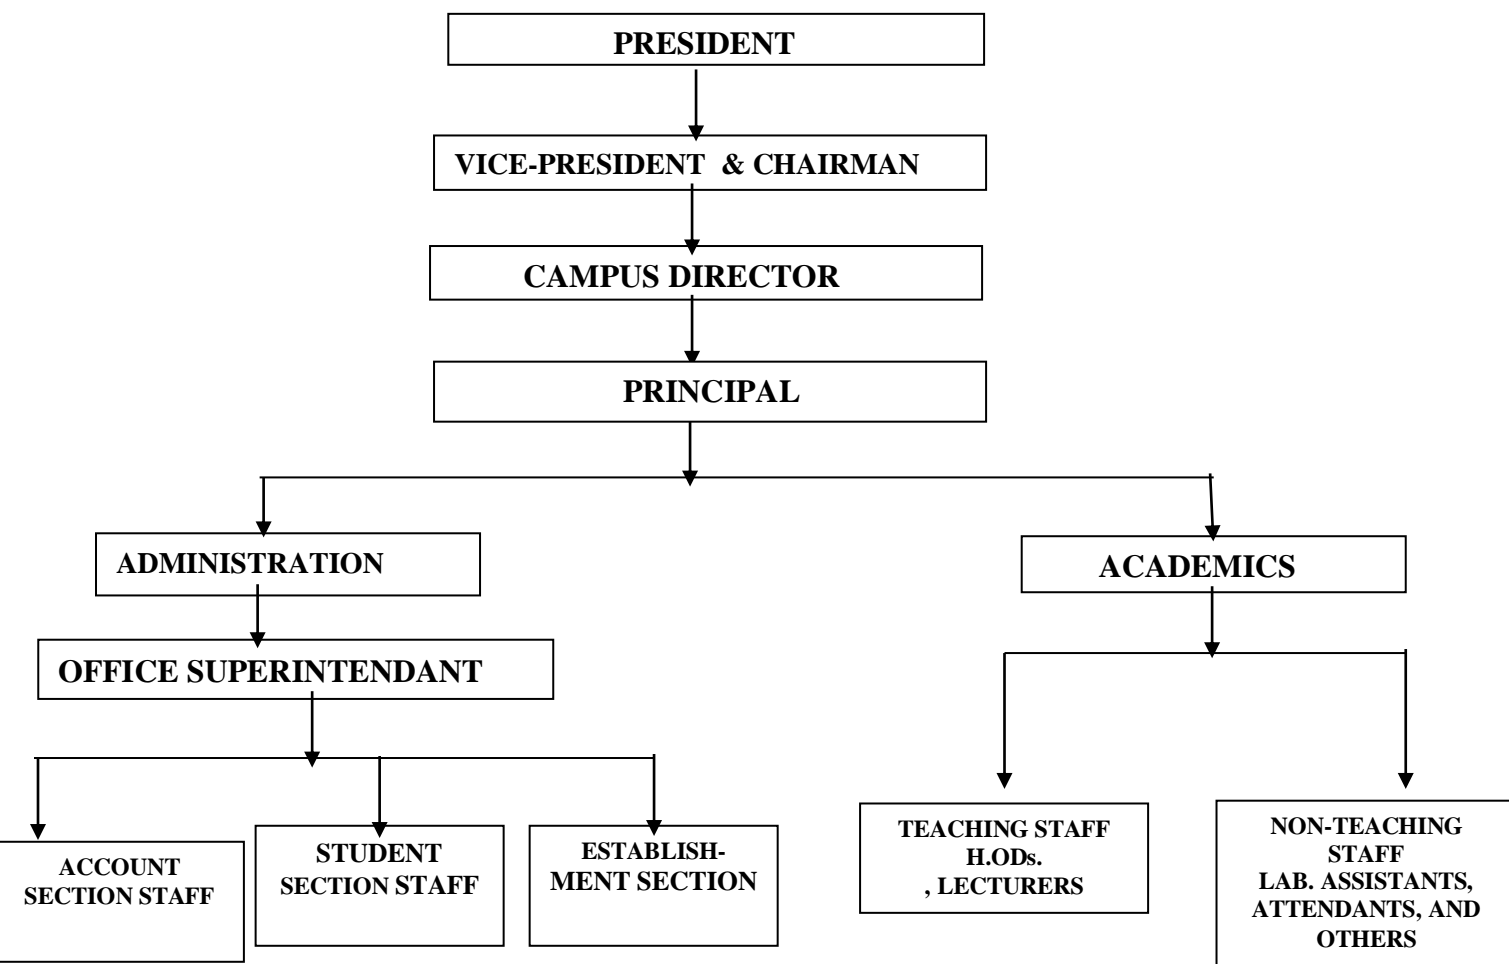 PRESIDENT
VICE-PRESIDENT & CHAIRMAN
CAMPUS DIRECTOR
PRINCIPAL
ADMINISTRATION
ACADEMICS
OFFICE SUPERINTENDANT
ACCOUNT
SECTION STAFF
STUDENT
SECTION STAFF
ESTABLISH-
MENT SECTION
TEACHING STAFF
H.ODs.
, LECTURERS
NON-TEACHING
STAFF
LAB. ASSISTANTS,
ATTENDANTS, AND
OTHERS